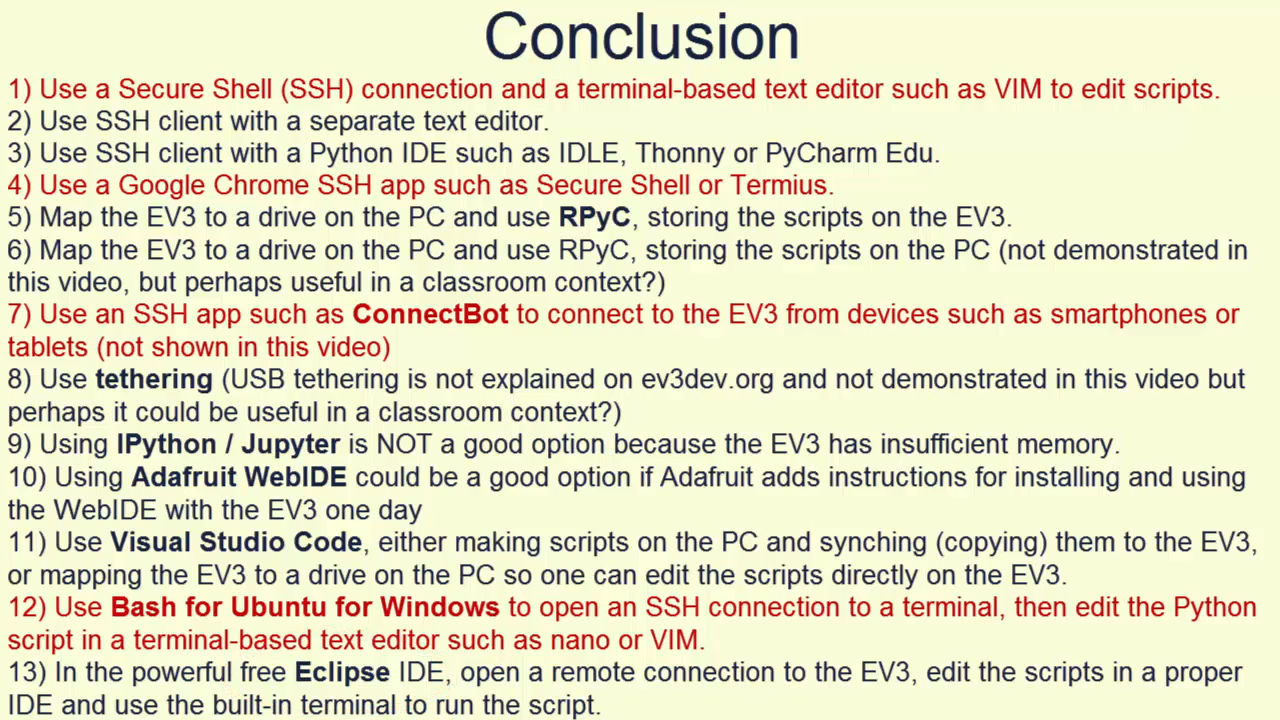 Conclusion
1) Use a Secure Shell (SSH) connection and a terminal-based text editor such as VIM to edit scripts.
2) Use SSH client with a separate text editor.
3) Use SSH client with a Python IDE such as IDLE, Thonny or PyCharm Edu.
4) Use a Google Chrome SSH app such as Secure Shell or Termius.
5) Map the EV3 to a drive on the PC and use RPyC, storing the scripts on the EV3.
6) Map the EV3 to a drive on the PC and use RPyC, storing the scripts on the PC (not demonstrated in
this video, but perhaps useful in a classroom context?)
7) Use an SSH app such as ConnectBot to connect to the EV3 from devices such as smartphones or
tablets (not shown in this video)
8) Use tethering (USB tethering is not explained on ev3dev.org and not demonstrated in this video but
perhaps it could be useful in a classroom context?)
9) Using IPython / Jupyter is NOT a good option because the EV3 has insufficient memory.
10) Using Adafruit WebIDE could be a good option if Adafruit adds instructions for installing and using
the WebIDE with the EV3 one day
11) Use Visual Studio Code, either making scripts on the PC and synching (copying) them to the EV3,
or mapping the EV3 to a drive on the PC so one can edit the scripts directly on the EV3.
12) Use Bash for Ubuntu for Windows to open an SSH connection to a terminal, then edit the Python
script in a terminal-based text editor such as nano or VIM.
13) In the powerful free Eclipse IDE, open a remote connection to the EV3, edit the scripts in a proper
IDE and use the built-in terminal to run the script.